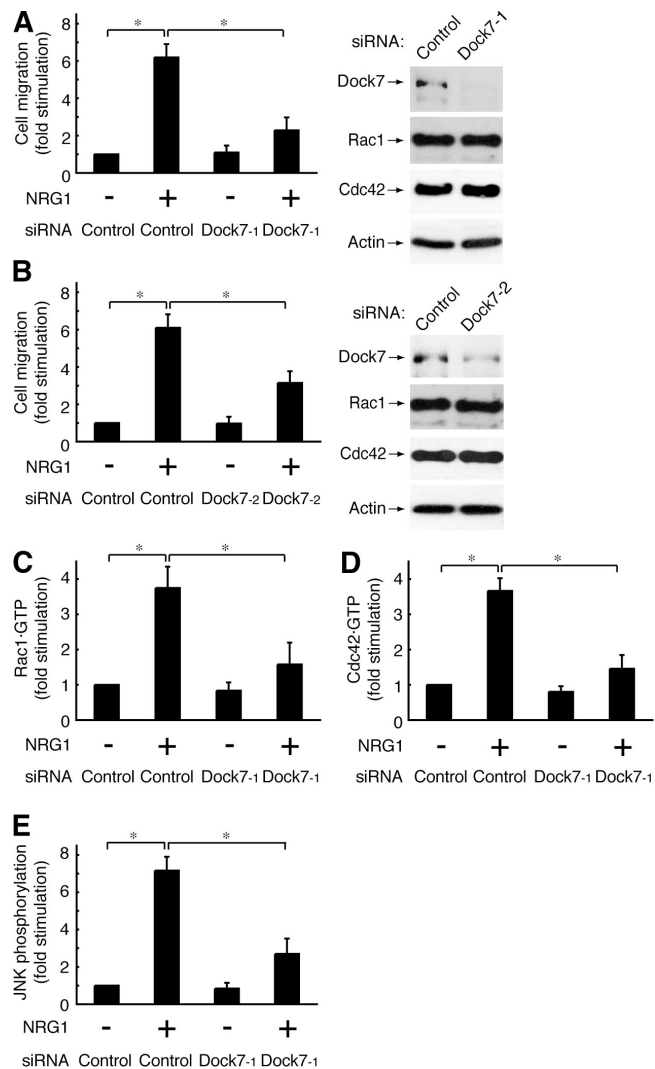 A
Cell migration
(fold stimulation)
8
6
4
2
0
*
*
NRG1 - + - +
siRNA Control Control Dock7-1 Dock7-1
siRNA: Control Dock7-1
Dock7→
Rac1→
Cdc42→
Actin→
B
Cell migration
(fold stimulation)
8
6
4
2
0
*
*
NRG1 - + - +
siRNA Control Control Dock7-2 Dock7-2
siRNA: Control Dock7-2
Dock7→
Rac1→
Cdc42→
Actin→
C
Rac1·GTP
(fold stimulation)
4
3
2
1
0
*
*
NRG1 - + - +
siRNA Control Control Dock7-1 Dock7-1
D
Cdc42·GTP
(fold stimulation)
4
3
2
1
0
*
*
NRG1 - + - +
siRNA Control Control Dock7-1 Dock7-1
E
JNK phosphorylation
(fold stimulation)
8
6
4
2
0
*
*
NRG1 - + - +
siRNA Control Control Dock7-1 Dock7-1